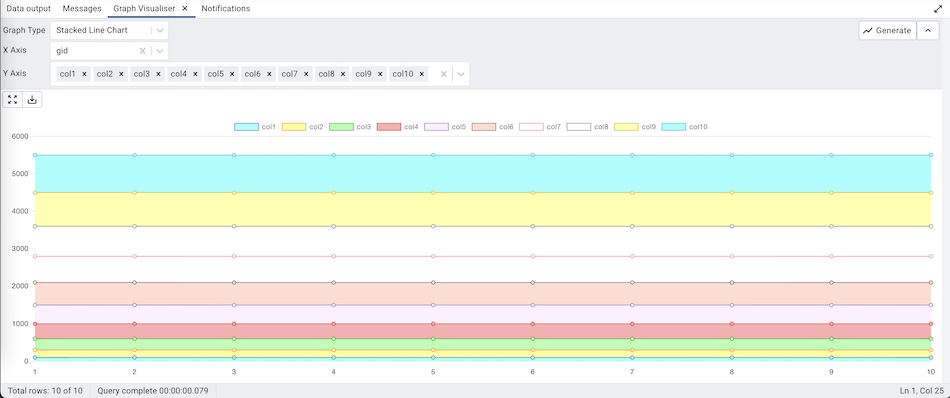 Data output Messages Graph Visualiser Notifications
Graph Type Stacked Line Chart Generate
X Axis gid
Y Axis col1 col2 col3 col4 col5 col6 col7 col8 col9 col10
col1 col2 col3 col4 col5 col6 col7 col8 col9 col10
6000
5000
4000
3000
2000
1000
0
1 2 3 4 5 6 7 8 9 10
Total rows: 10 of 10 Query complete 00:00:00.079 Ln 1, Col 25